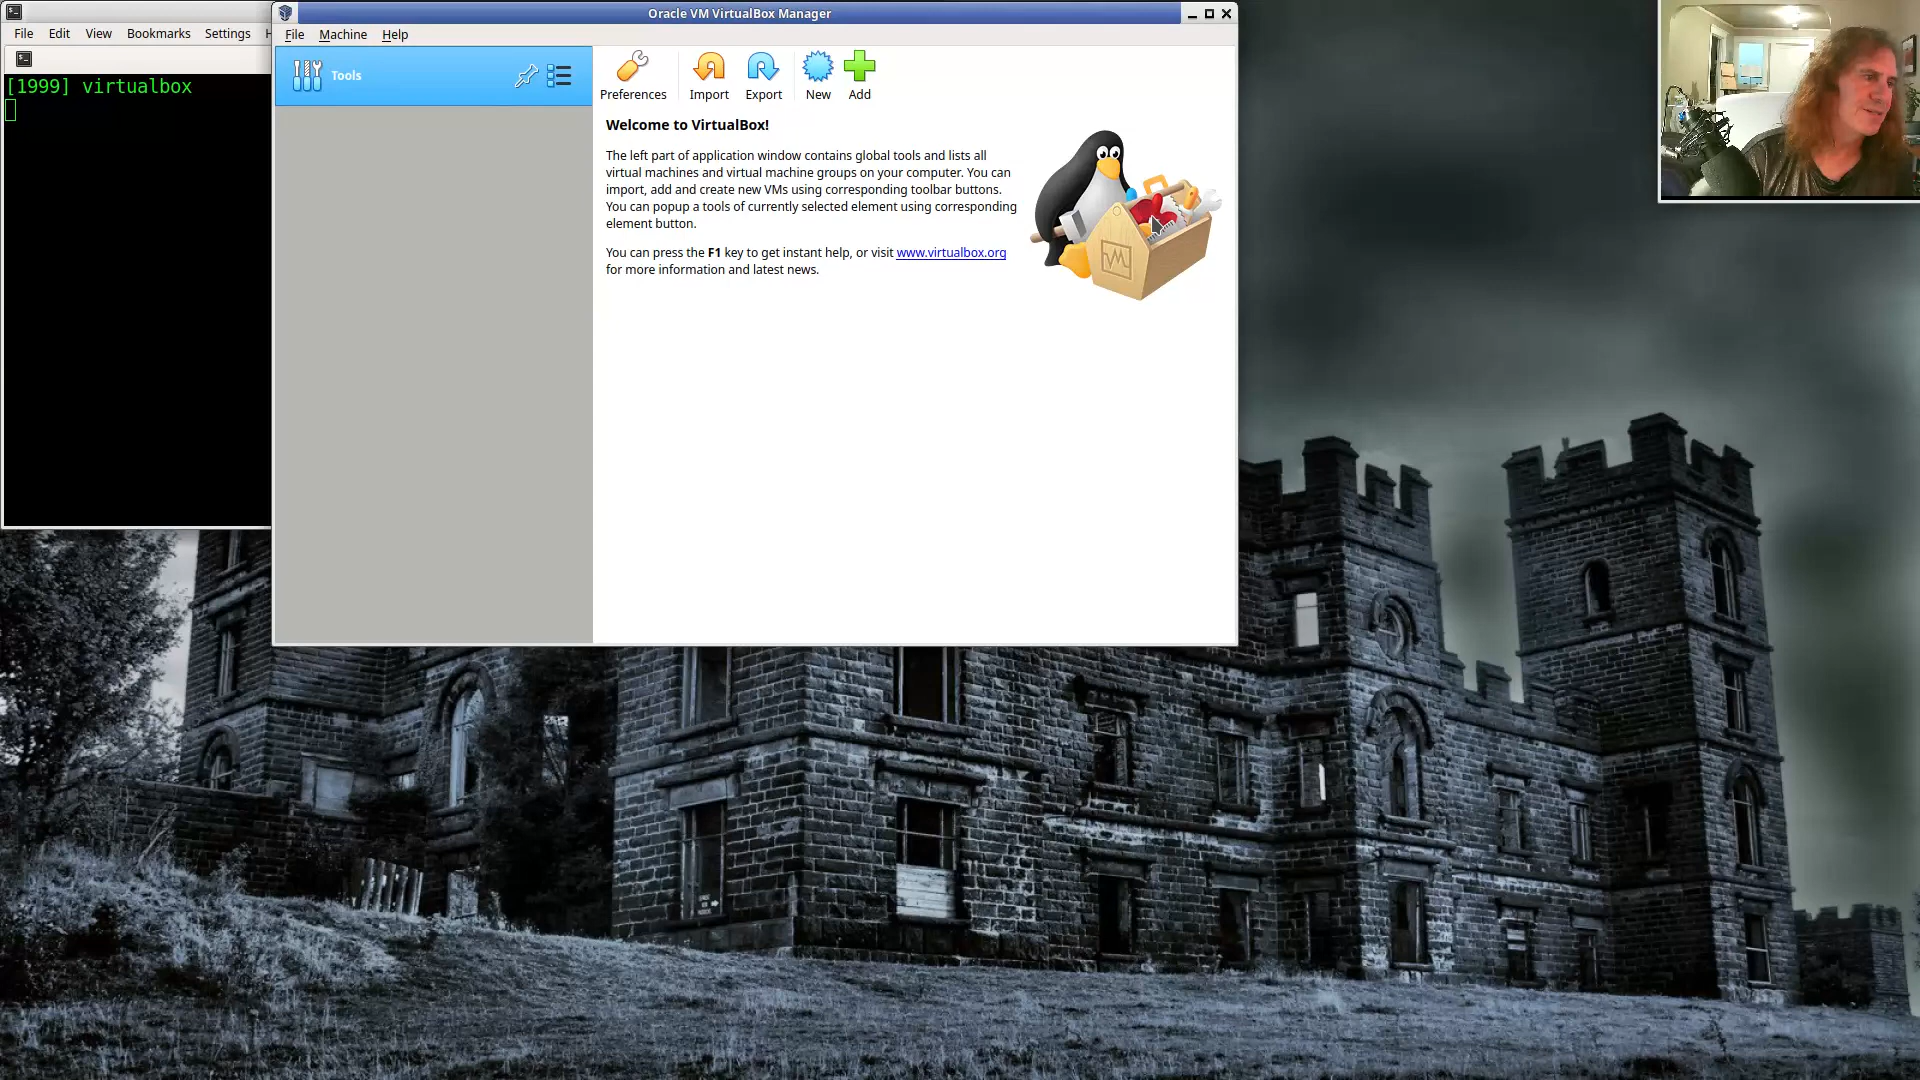 File Edit View Bookmarks Settings H
[1999] virtualbox
Oracle VM VirtualBox Manager
File Machine Help
Tools
Preferences Import Export New Add
Welcome to VirtualBox!
The left part of application window contains global tools and lists all
virtual machines and virtual machine groups on your computer. You can
import, add and create new VMs using corresponding toolbar buttons.
You can popup a tools of currently selected element using corresponding
element button.
You can press the F1 key to get instant help, or visit www.virtualbox.org
for more information and latest news.